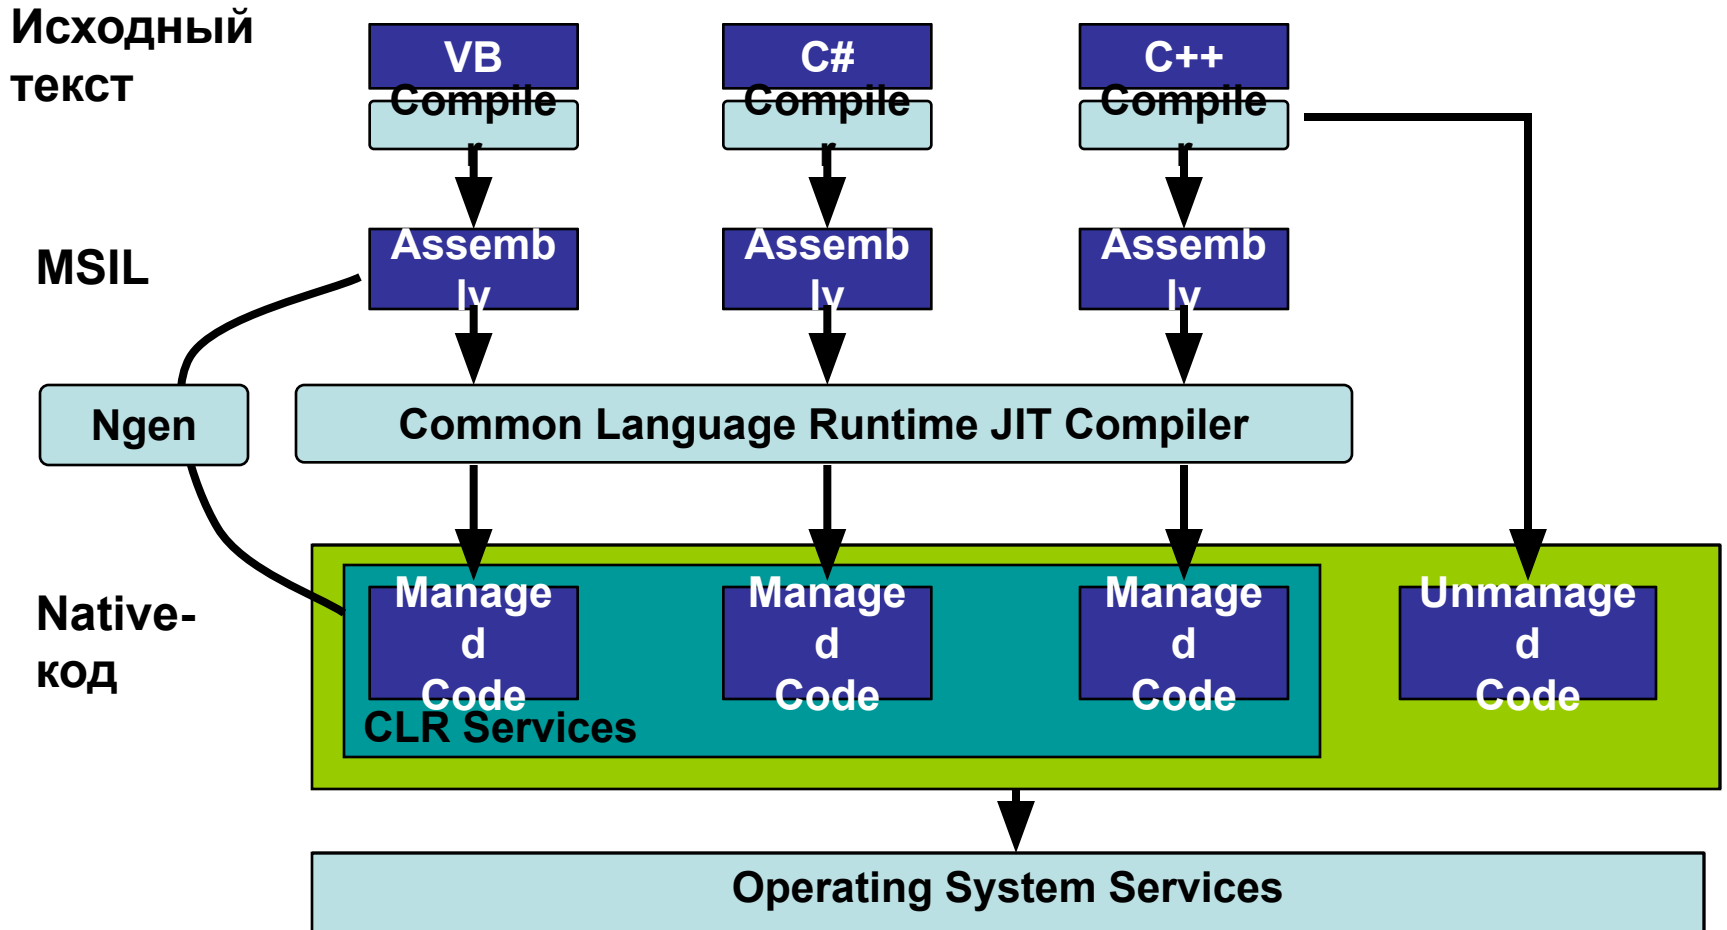 Исходный
текст
VB
C#
C++
Compile
r
Compile
r
Compile
r
MSIL
Assemb
ly
Assemb
ly
Assemb
ly
Ngen
Common Language Runtime JIT Compiler
Native-
код
Manage
d
Code
Manage
d
Code
Manage
d
Code
Unmanage
d
Code
CLR Services
Operating System Services